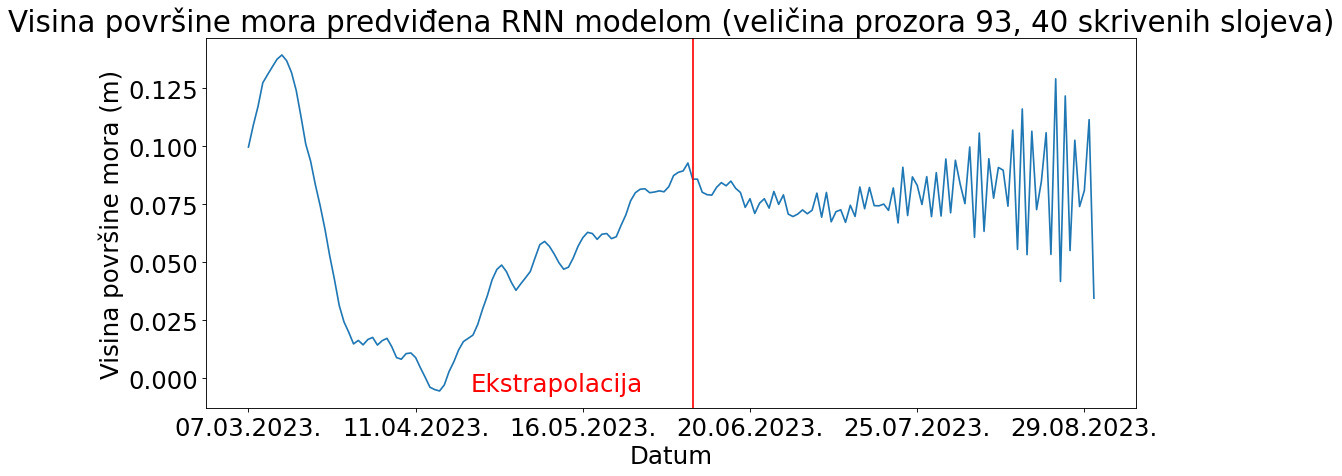 Visina površine mora predviđena RNN modelom (veličina prozora 93, 40 skrivenih slojeva)
Visina površine mora (m)
0.125
0.100
0.075
0.050
0.025
0.000
Ekstrapolacija
07.03.2023. 11.04.2023. 16.05.2023. 20.06.2023. 25.07.2023. 29.08.2023.
Datum